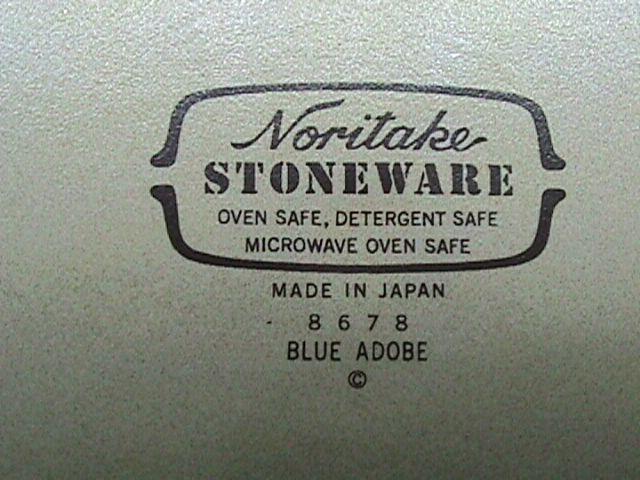 Noritake
STONEWARE
OVEN SAFE, DETERGENT SAFE
MICROWAVE OVEN SAFE
MADE IN JAPAN
8678
BLUE ADOBE
©